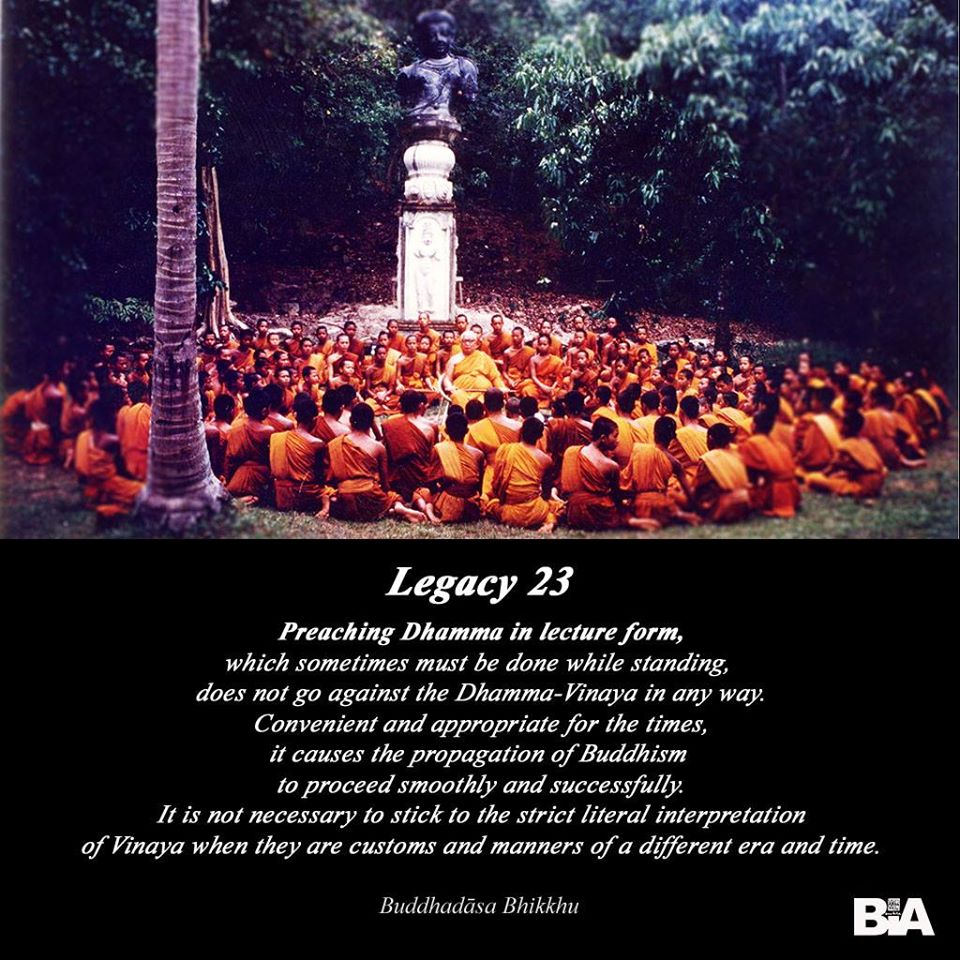 Legacy 23
Preaching Dhamma in lecture form,
which sometimes must be done while standing,
does not go against the Dhamma-Vinaya in any way.
Convenient and appropriate for the times,
it causes the propagation of Buddhism
to proceed smoothly and successfully.
It is not necessary to stick to the strict literal interpretation
of Vinaya when they are customs and manners of a different era and time.
Buddhadāsa Bhikkhu
BIA